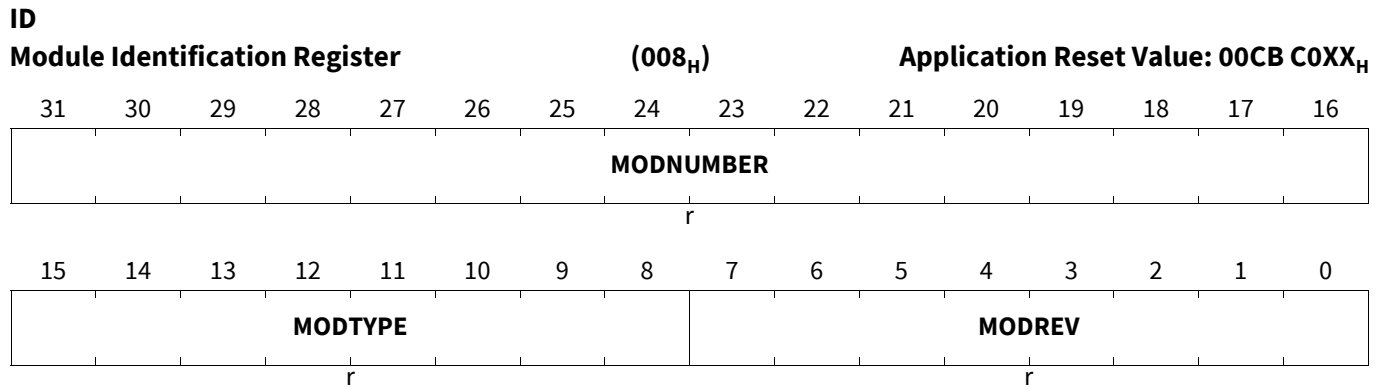 ID
Module Identification Register (008H) Application Reset Value: 00CB C0XXH
31 30 29 28 27 26 25 24 23 22 21 20 19 18 17 16
MODNUMBER
r
15 14 13 12 11 10 9 8 7 6 5 4 3 2 1 0
MODTYPE MODREV
r r